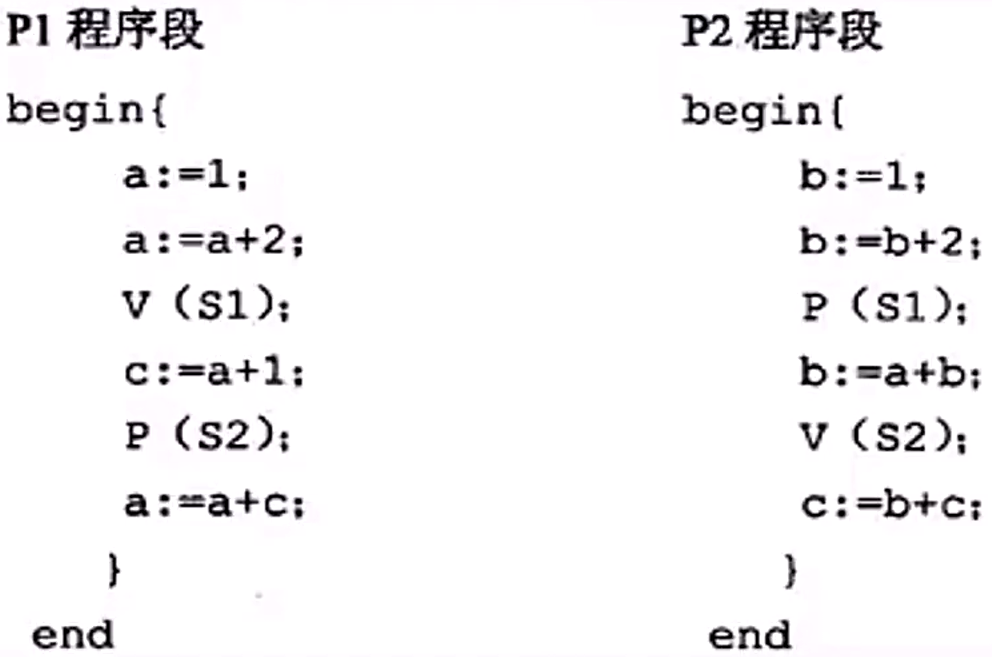 P1 程序段
begin{
a:=1;
a:=a+2;
V (S1);
c:=a+1;
P (S2);
a:=a+c;
}
end
P2 程序段
begin{
b:=1;
b:=b+2;
P (S1);
b:=a+b;
V (S2);
c:=b+c;
}
end